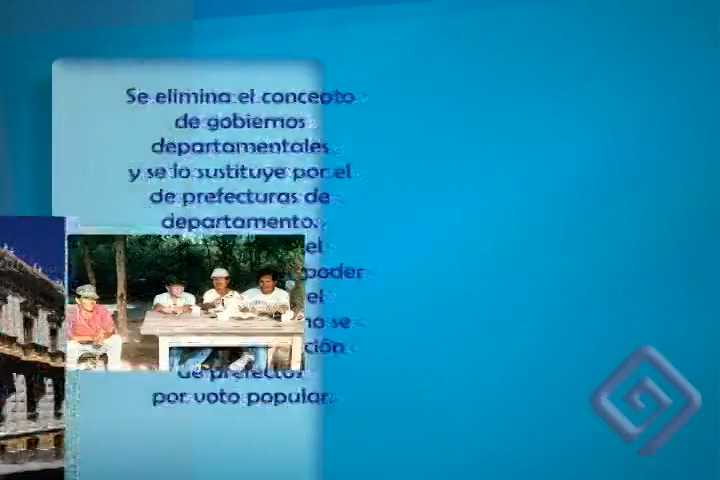 Se elimina el concepto
de gobiernos
departamentales
y se lo sustituye por el
de prefecturas de
departamento.
el
poder
el
no se
ción
de prefectos
por voto popular.